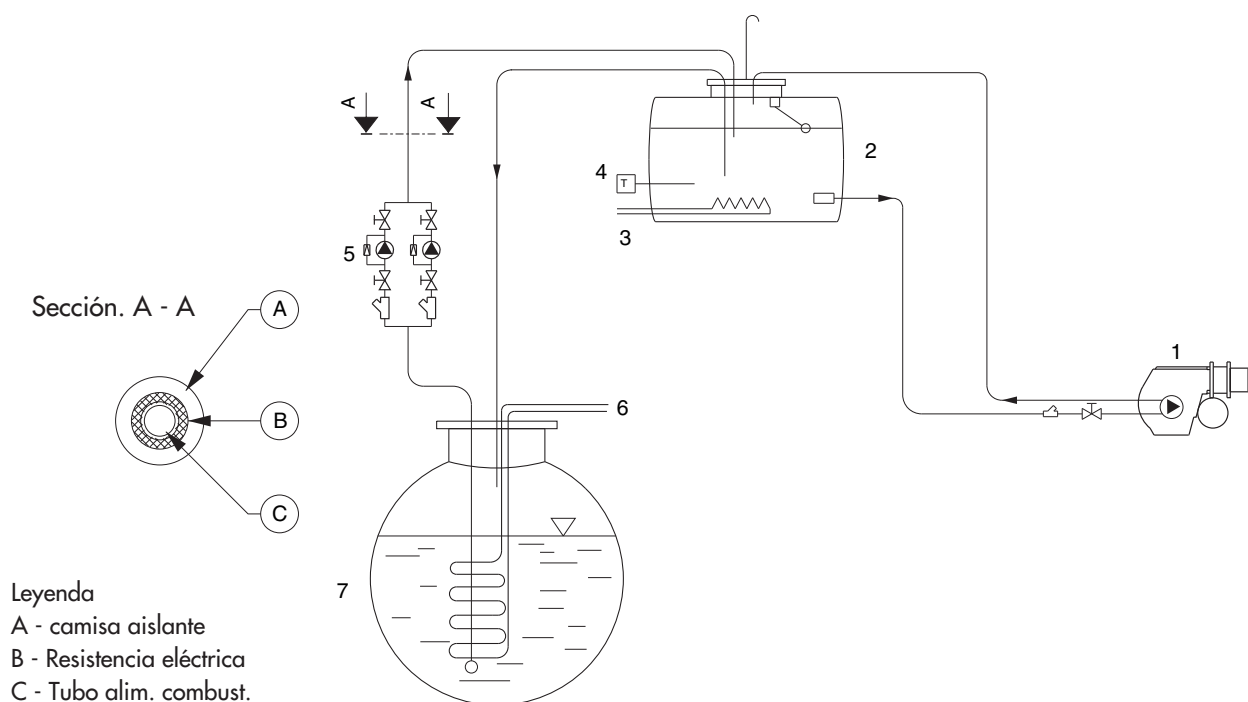 A
A
2
4
T
3
5
Sección. A - A
A
1
B
6
C
7
Leyenda
A - camisa aislante
B - Resistencia eléctrica
C - Tubo alim. combust.